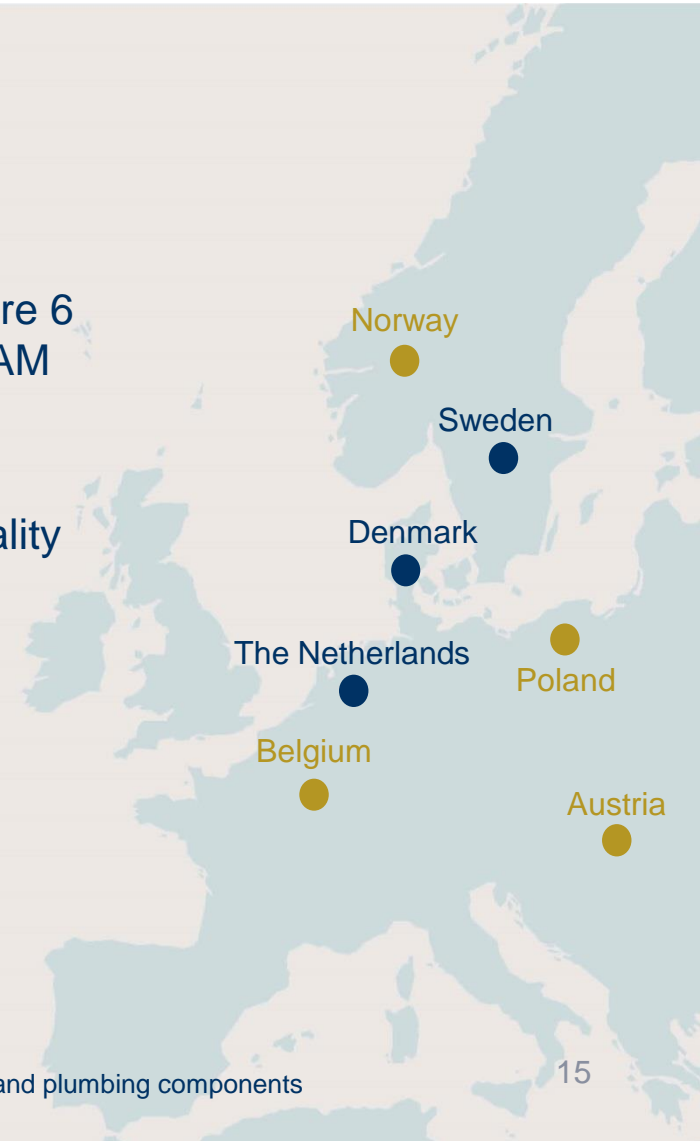 re 6
AM
ality
Norway
Sweden
Denmark
The Netherlands
Poland
Belgium
Austria
and plumbing components
15